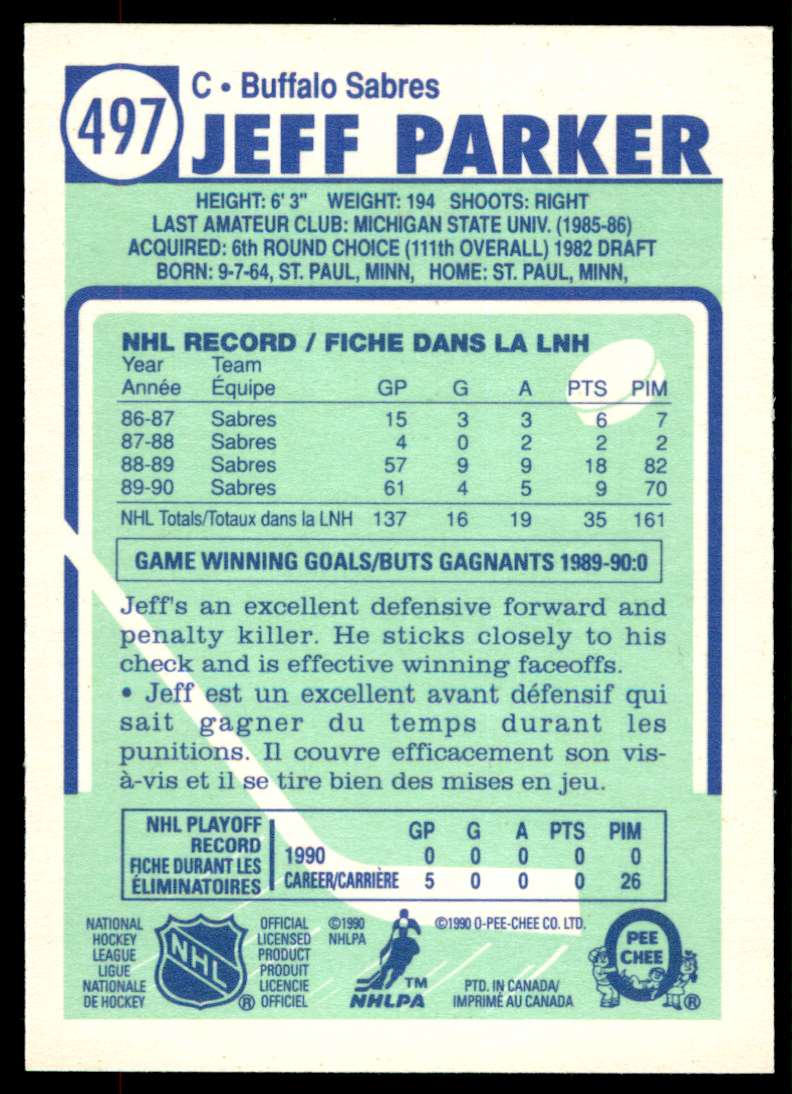 497
C • Buffalo Sabres
JEFF PARKER
HEIGHT: 6' 3" WEIGHT: 194 SHOOTS: RIGHT
LAST AMATEUR CLUB: MICHIGAN STATE UNIV. (1985-86)
ACQUIRED: 6th ROUND CHOICE (111th OVERALL) 1982 DRAFT
BORN: 9-7-64, ST. PAUL, MINN, HOME: ST. PAUL, MINN,
NHL RECORD / FICHE DANS LA LNH
Year Team
Année Équipe GP G A PTS PIM
86-87 Sabres 15 3 3 6 7
87-88 Sabres 4 0 2 2 2
88-89 Sabres 57 9 9 18 82
89-90 Sabres 61 4 5 9 70
NHL Totals/Totaux dans la LNH 137 16 19 35 161
GAME WINNING GOALS/BUTS GAGNANTS 1989-90:0
Jeff's an excellent defensive forward and
penalty killer. He sticks closely to his
check and is effective winning faceoffs.
• Jeff est un excellent avant défensif qui
sait gagner du temps durant les
punitions. Il couvre efficacement son vis-
à-vis et il se tire bien des mises en jeu.
NHL PLAYOFF
RECORD
FICHE DURANT LES
ÉLIMINATOIRES
GP G A PTS PIM
1990 0 0 0 0 0
CAREER/CARRIÈRE 5 0 0 0 26
NATIONAL
HOCKEY
LEAGUE
LIGUE
NATIONALE
DE HOCKEY
NHL
®
OFFICIAL
LICENSED
PRODUCT
PRODUIT
LICENCIE
OFFICIEL
©1990
NHLPA
TM
NHLPA
©1990 O-PEE-CHEE CO. LTD.
PTD. IN CANADA/
IMPRIMÉ AU CANADA
PEE
CHEE
®